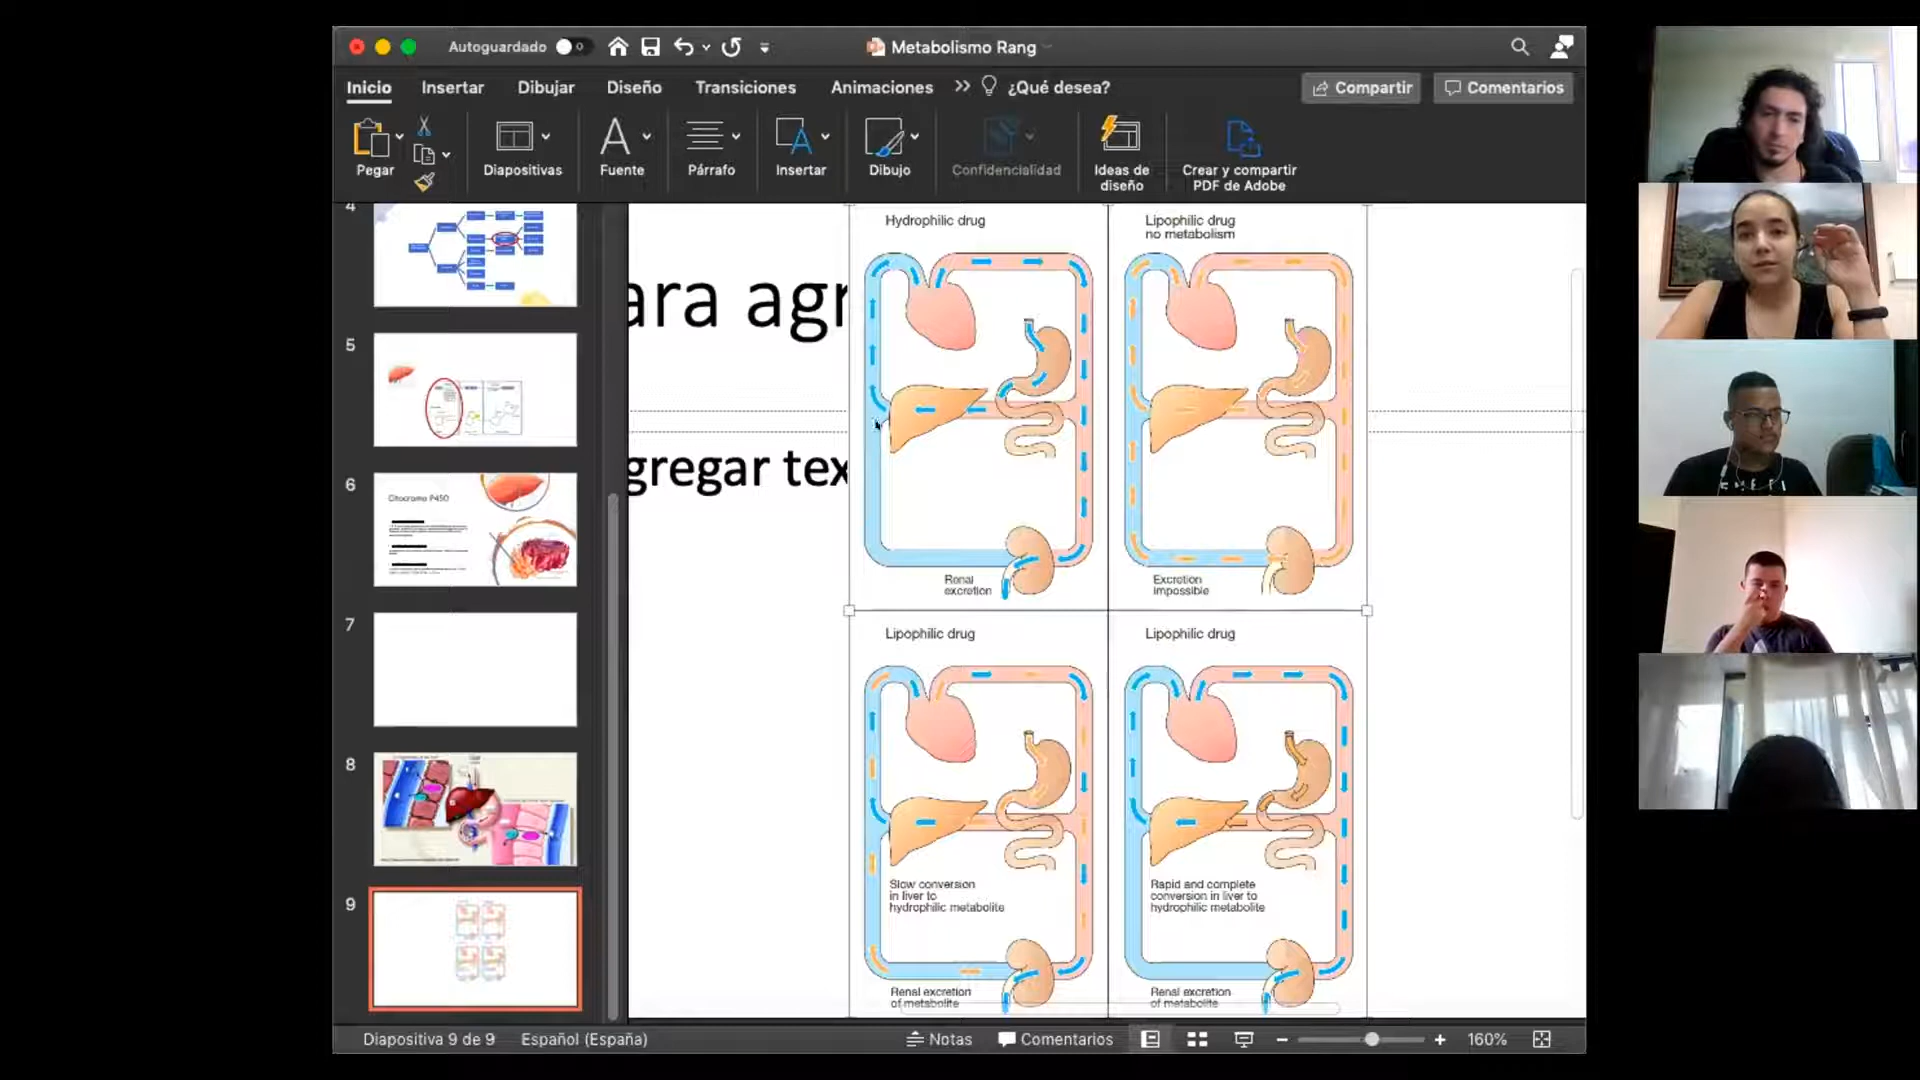 Autoguardado
Metabolismo Rang
Inicio
Insertar
Dibujar
Diseño
Transiciones
Animaciones
¿Qué desea?
Compartir
Comentarios
Pegar
Diapositivas
Fuente
Párrafo
Insertar
Dibujo
Confidencialidad
Ideas de
diseño
Crear y compartir
PDF de Adobe
4
5
6
Citocromo P450
7
8
9
ara agr
gregar tex
Hydrophilic drug
Renal
excretion
Lipophilic drug
no metabolism
Excretion
impossible
Lipophilic drug
Slow conversion
in liver to
hydrophilic metabolite
Renal excretion
of metabolite
Lipophilic drug
Rapid and complete
conversion in liver to
hydrophilic metabolite
Renal excretion
of metabolite
Diapositiva 9 de 9
Español (España)
Notas
Comentarios
160%